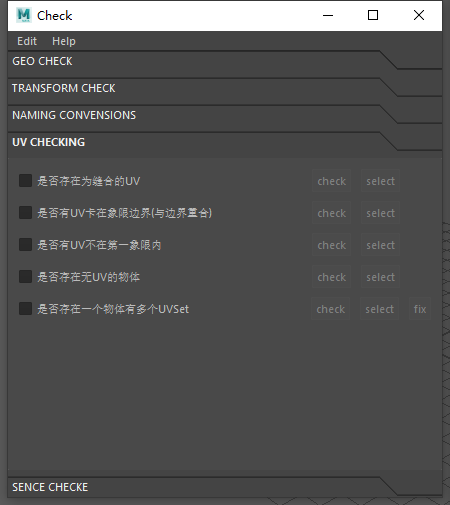 Check
Edit Help
GEO CHECK
TRANSFORM CHECK
NAMING CONVENSIONS
UV CHECKING
是否存在为缝合的UV check select
是否有UV卡在象限边界(与边界重合) check select
是否有UV不在第一象限内 check select
是否存在无UV的物体 check select
是否存在一个物体有多个UVSet check select fix
SENCE CHECKE